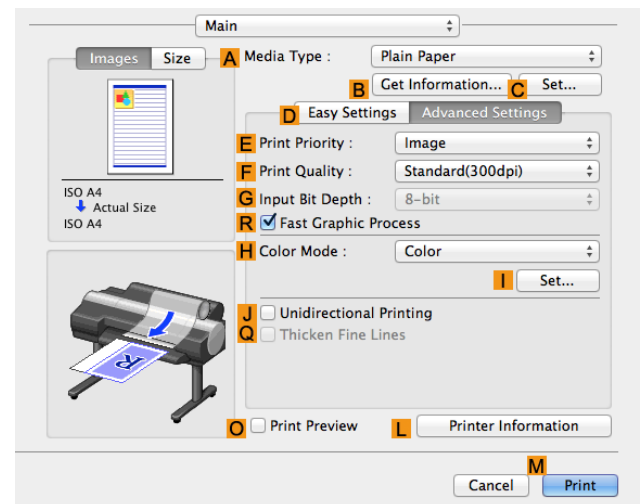 Main
Images Size
A Media Type : Plain Paper
B Get Information... C Set...
D Easy Settings Advanced Settings
E Print Priority : Image
F Print Quality : Standard(300dpi)
G Input Bit Depth : 8-bit
R Fast Graphic Process
H Color Mode : Color
I Set...
J Unidirectional Printing
Q Thicken Fine Lines
ISO A4
Actual Size
ISO A4
R
O Print Preview L Printer Information
M
Cancel Print